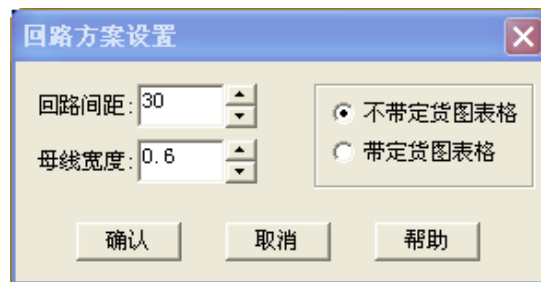 回路方案设置
回路间距: 30
母线宽度: 0.6
不带定货图表格
带定货图表格
确认 取消 帮助